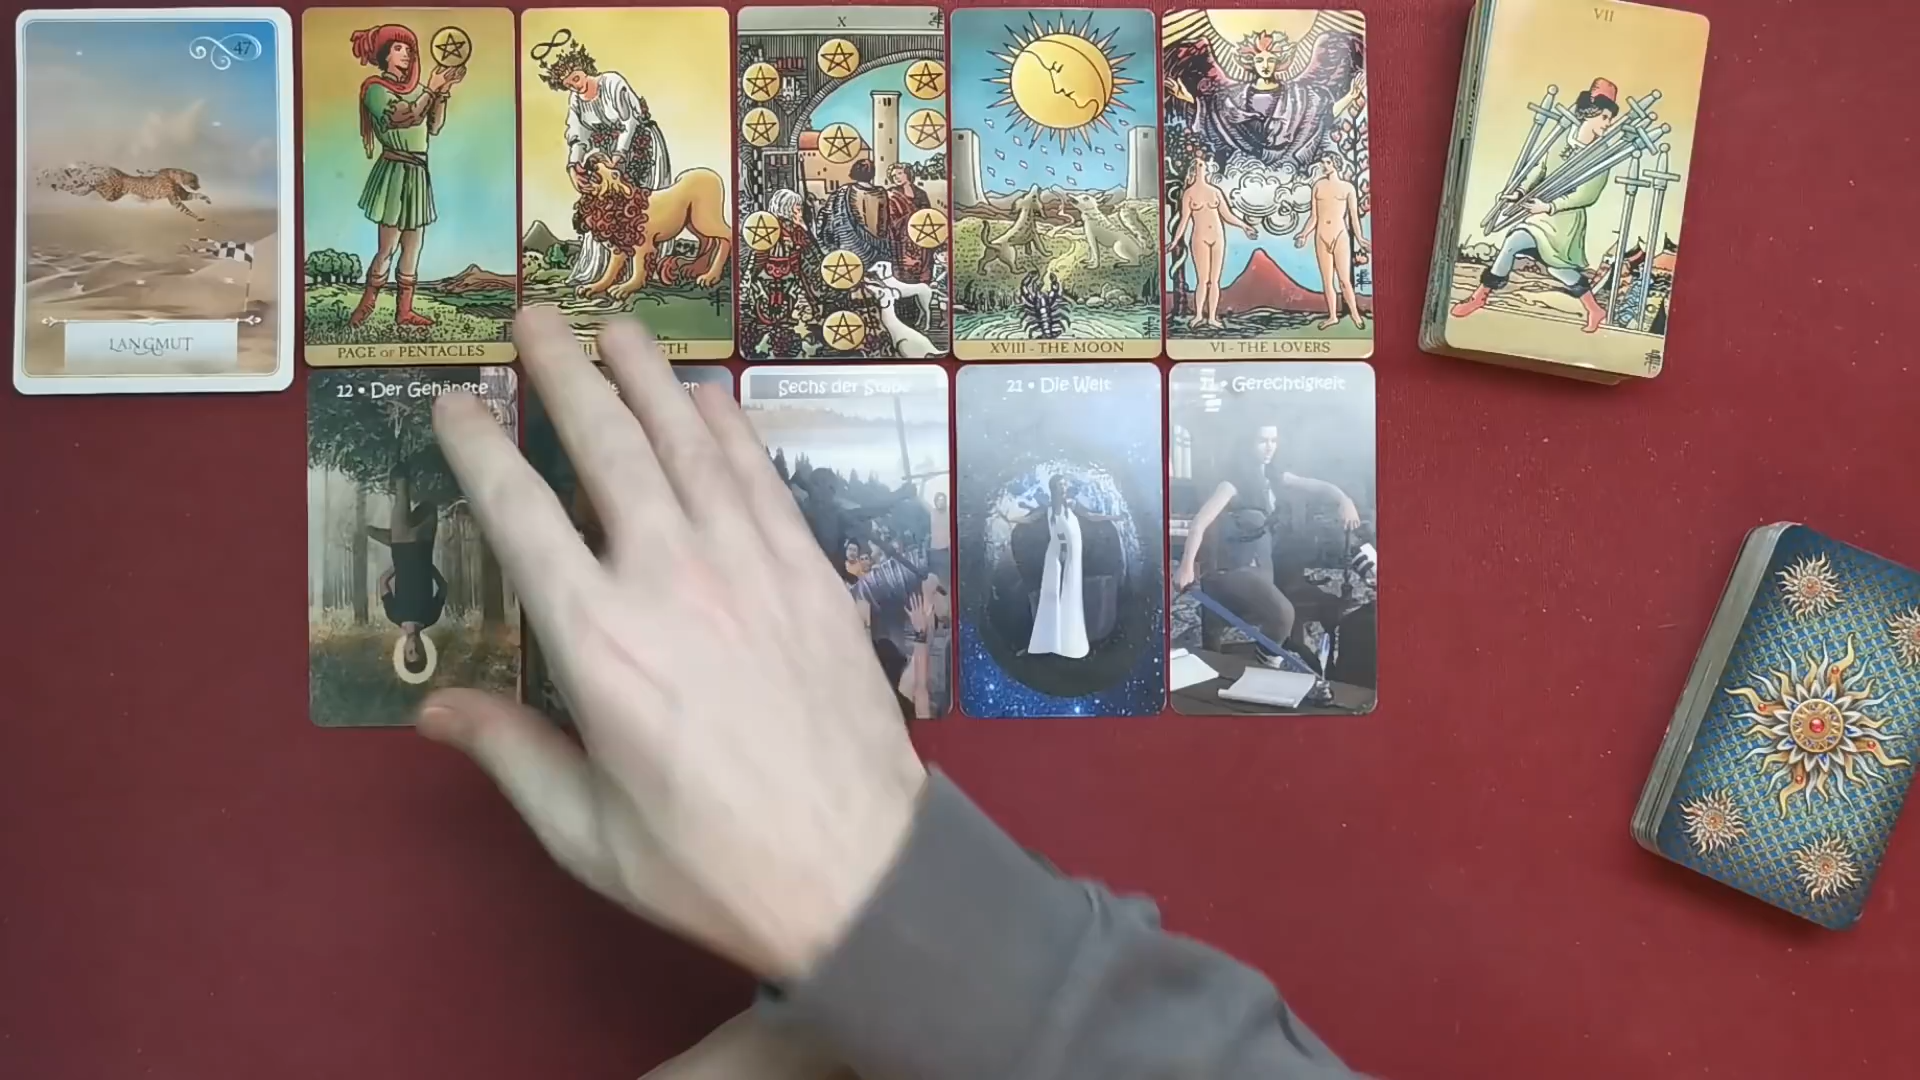 47
LANGMUT
PAGE OF PENTACLES
GTH
X
XVIII - THE MOON
VI - THE LOVERS
VII
12 • Der Gehängte
Sechs der Stäbe
21 • Die Welt
• Gerechtigkeit